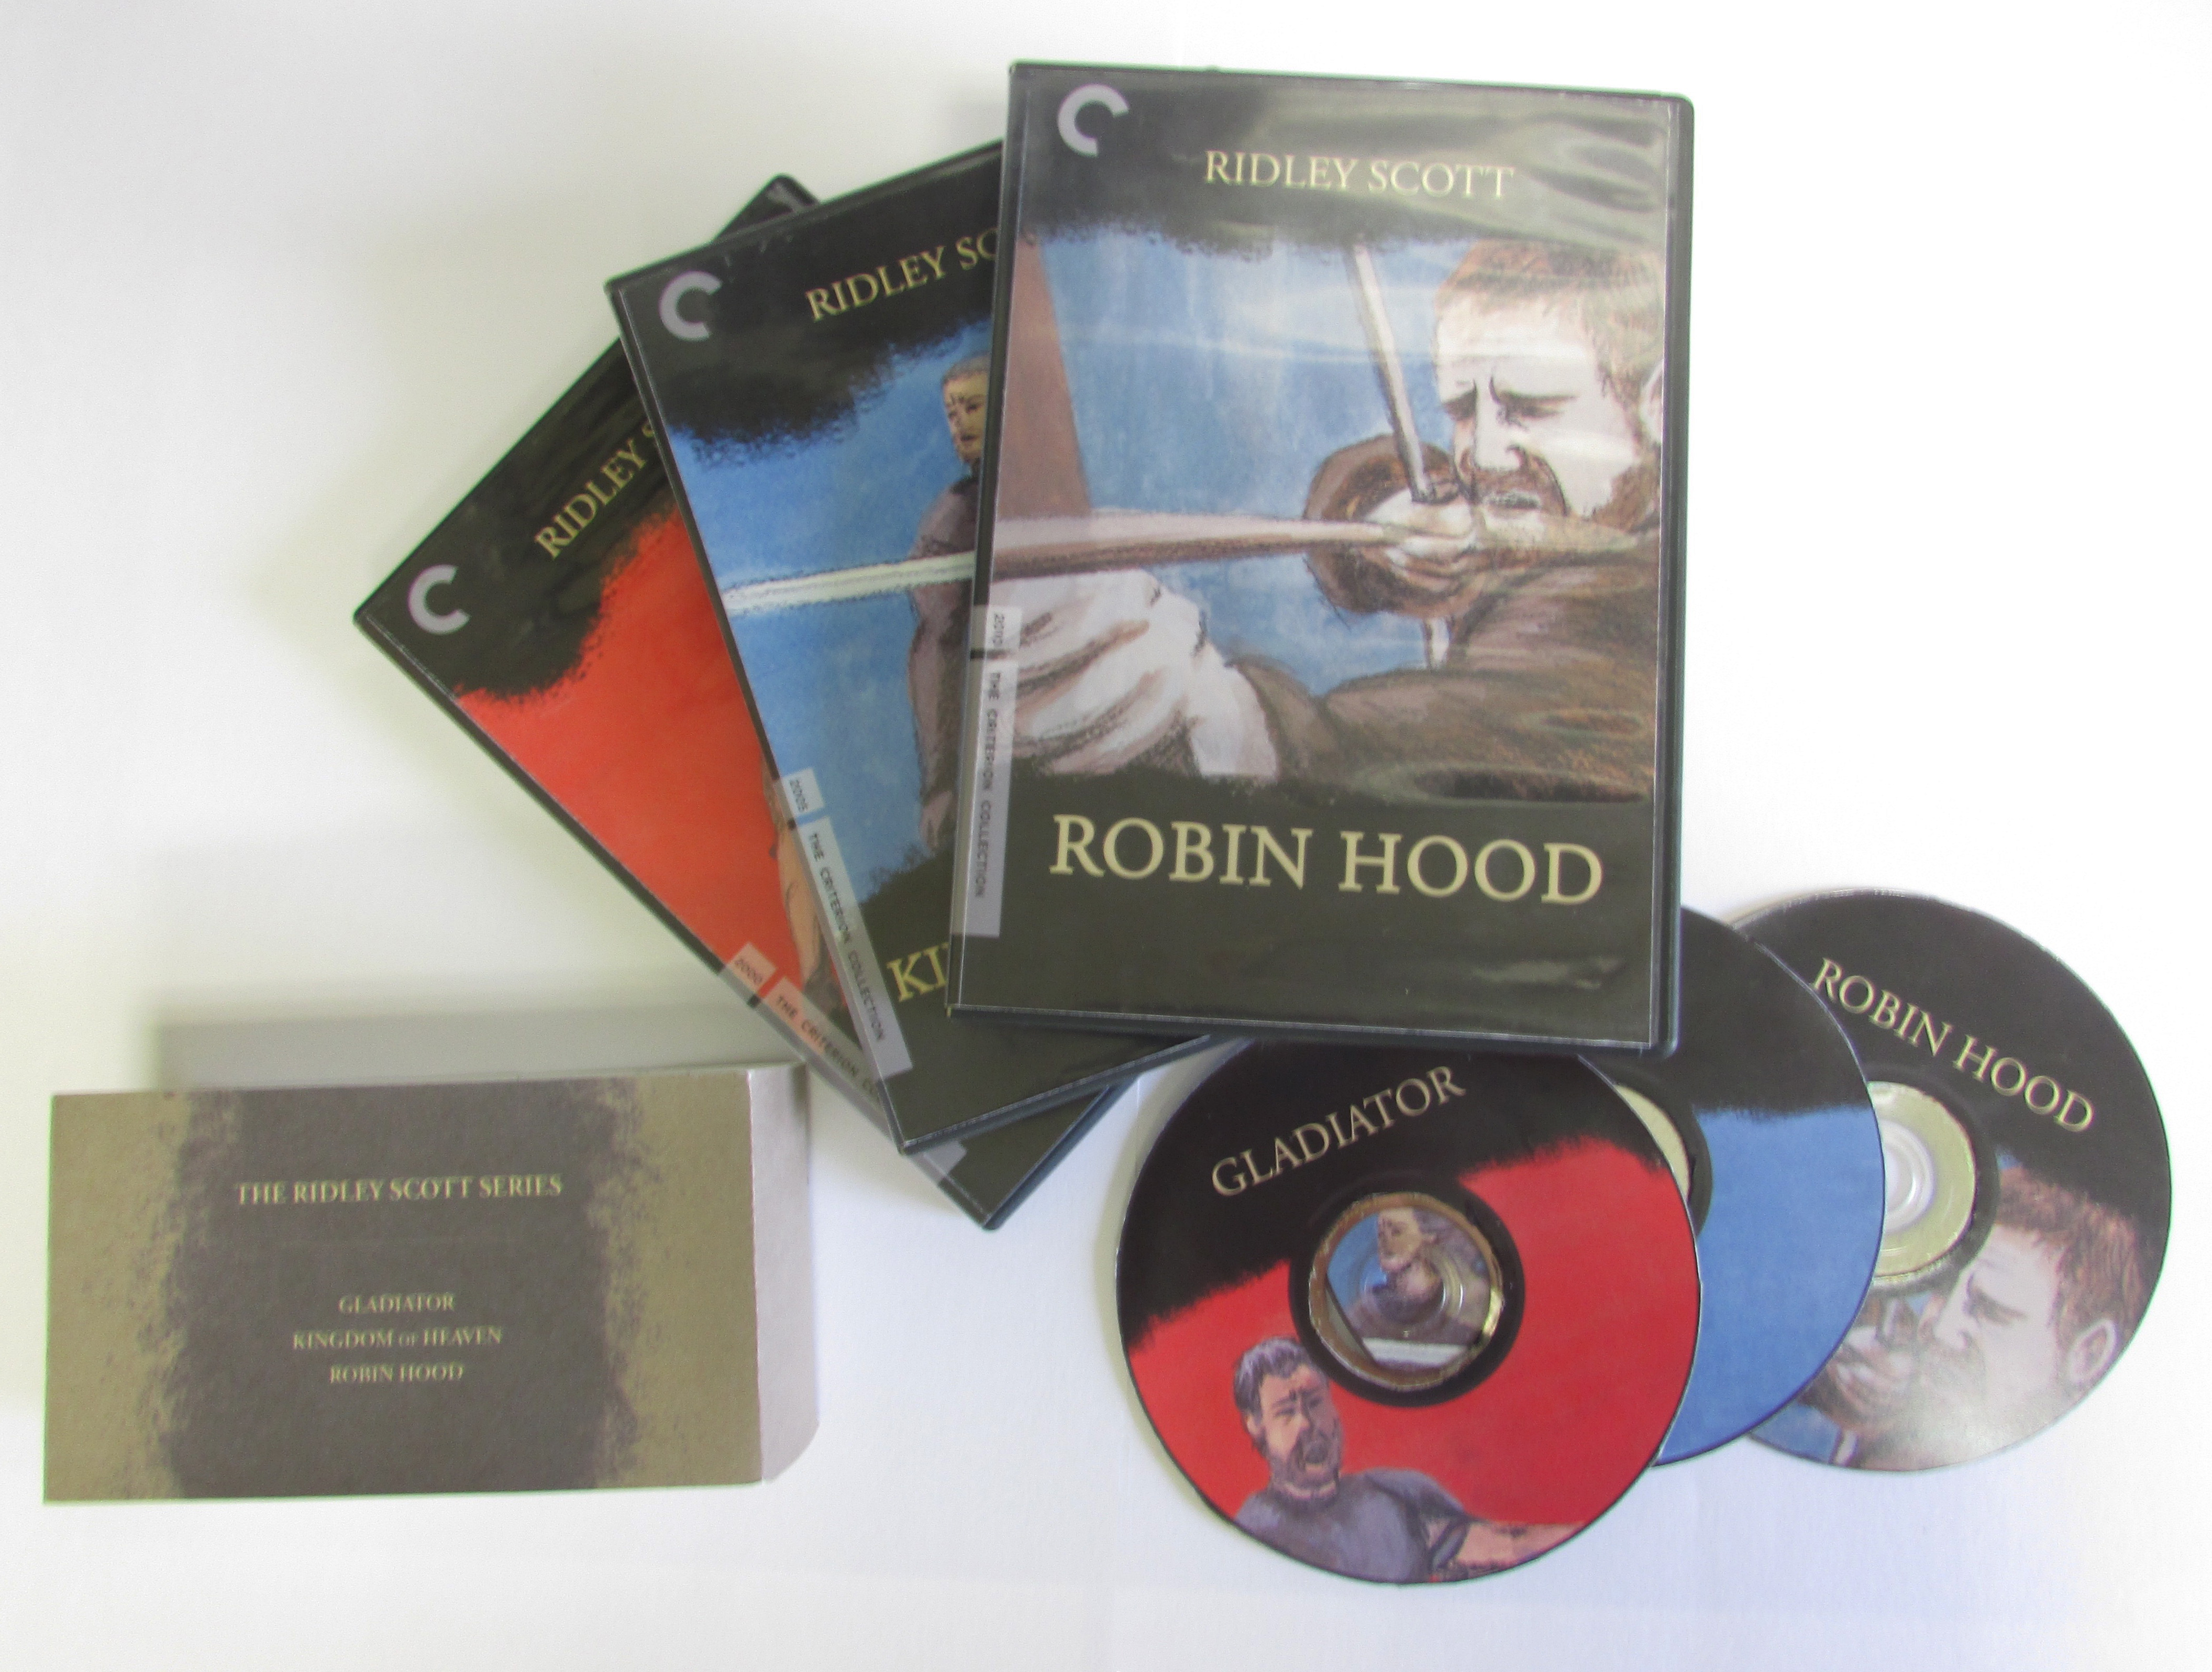 RIDLEY SCOTT
ROBIN HOOD
2010 THE CRITERION COLLECTION
RIDLEY SC
KI
2005 THE CRITERION COLLECTION
RIDLEY S
2000 THE CRITERION CO
THE RIDLEY SCOTT SERIES
GLADIATOR
KINGDOM OF HEAVEN
ROBIN HOOD
GLADIATOR
ROBIN HOOD